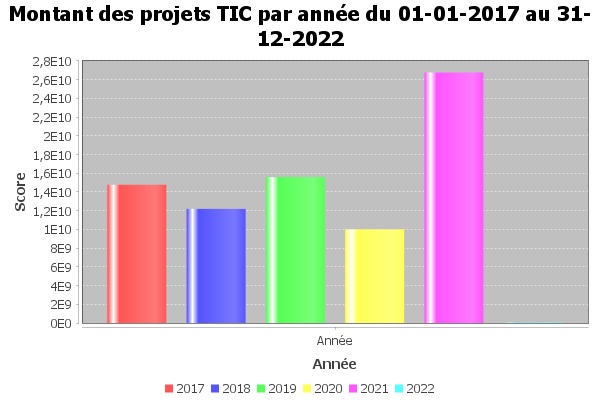 Montant des projets TIC par année du 01-01-2017 au 31-
12-2022
2,8E10
2,6E10
2,4E10
2,2E10
2E10
1,8E10
1,6E10
1,4E10
1,2E10
1E10
8E9
6E9
4E9
2E9
0E0
Score
Année
Année
2017 2018 2019 2020 2021 2022